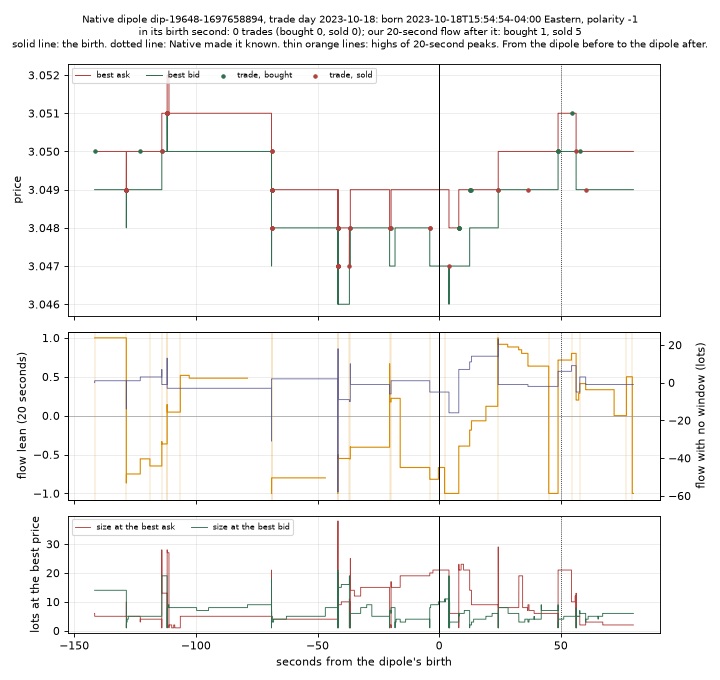 Native dipole dip-19648-1697658894, trade day 2023-10-18: born 2023-10-18T15:54:54-04:00 Eastern, polarity -1
in its birth second: 0 trades (bought 0, sold 0); our 20-second flow after it: bought 1, sold 5
solid line: the birth. dotted line: Native made it known. thin orange lines: highs of 20-second peaks. From the dipole before to the dipole after.
best ask
best bid
trade, bought
trade, sold
price
3.052
3.051
3.050
3.049
3.048
3.047
3.046
flow lean (20 seconds)
1.0
0.5
0.0
−0.5
−1.0
flow with no window (lots)
20
0
−20
−40
−60
size at the best ask
size at the best bid
lots at the best price
30
20
10
0
−150
−100
−50
0
50
seconds from the dipole's birth